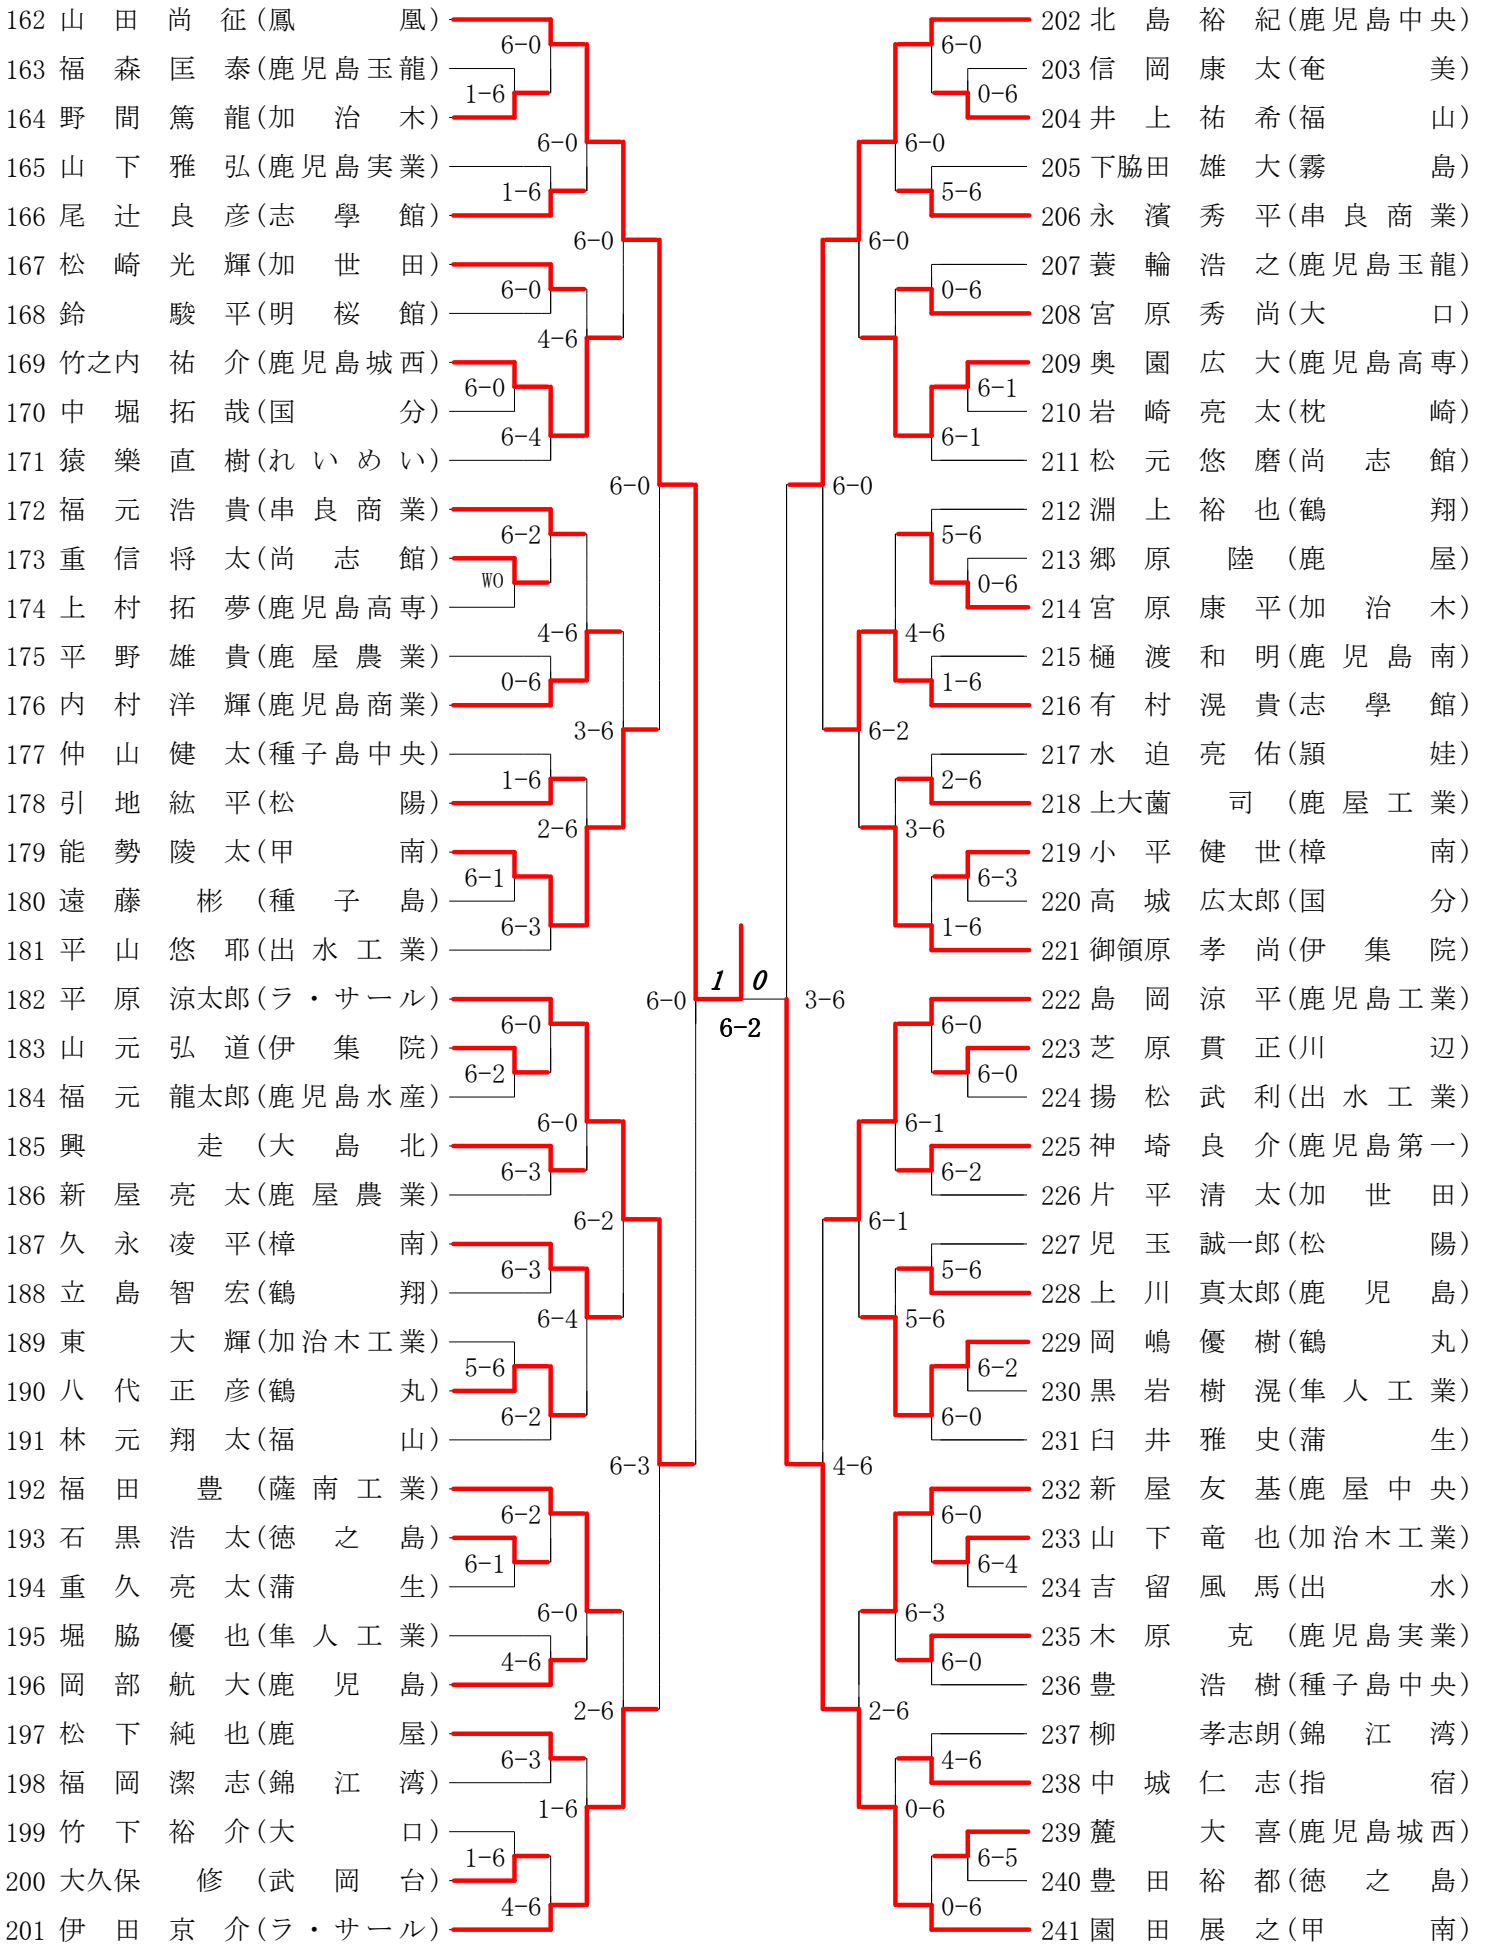 162 山田尚征(鳳凰)
163 福森匡泰(鹿児島玉龍)
164 野間篤龍(加治木)
165 山下雅弘(鹿児島実業)
166 尾辻良彦(志學館)
167 松崎光輝(加世田)
168 鈴駿平(明桜館)
169 竹之内祐介(鹿児島城西)
170 中堀拓哉(国分)
171 猿樂直樹(れいめい)
172 福元浩貴(串良商業)
173 重信将太(尚志館)
174 上村拓夢(鹿児島高専)
175 平野雄貴(鹿屋農業)
176 内村洋輝(鹿児島商業)
177 仲山健太(種子島中央)
178 引地紘平(松陽)
179 能勢陵太(甲南)
180 遠藤彬(種子島)
181 平山悠耶(出水工業)
182 平原涼太郎(ラ・サール)
183 山元弘道(伊集院)
184 福元龍太郎(鹿児島水産)
185 興走(大島北)
186 新屋亮太(鹿屋農業)
187 久永凌平(樟南)
188 立島智宏(鶴翔)
189 東大輝(加治木工業)
190 八代正彦(鶴丸)
191 林元翔太(福山)
192 福田豊(薩南工業)
193 石黒浩太(徳之島)
194 重久亮太(蒲生)
195 堀脇優也(隼人工業)
196 岡部航大(鹿児島)
197 松下純也(鹿屋)
198 福岡潔志(錦江湾)
199 竹下裕介(大口)
200 大久保修(武岡台)
201 伊田京介(ラ・サール)
6-0
1-6
1-6
6-0
6-0
6-4
6-2
WO
0-6
1-6
6-1
6-3
6-0
6-2
6-3
6-3
5-6
6-2
6-2
6-1
4-6
6-3
1-6
4-6
6-0
4-6
4-6
2-6
6-0
6-4
6-0
1-6
6-0
3-6
6-2
2-6
6-0
6-3
6-0
1 0
6-2
3-6
6-0
4-6
6-0
6-2
6-1
2-6
6-0
4-6
3-6
6-1
5-6
6-3
0-6
6-0
0-6
5-6
0-6
6-1
6-1
5-6
0-6
1-6
2-6
6-3
1-6
6-0
6-0
6-2
5-6
6-2
6-0
6-0
6-4
6-0
4-6
6-5
0-6
202 北島裕紀(鹿児島中央)
203 信岡康太(奄美)
204 井上祐希(福山)
205 下脇田雄大(霧島)
206 永濱秀平(串良商業)
207 蓑輪浩之(鹿児島玉龍)
208 宮原秀尚(大口)
209 奥園広大(鹿児島高専)
210 岩崎亮太(枕崎)
211 松元悠磨(尚志館)
212 淵上裕也(鶴翔)
213 郷原陸(鹿屋)
214 宮原康平(加治木)
215 樋渡和明(鹿児島南)
216 有村滉貴(志學館)
217 水迫亮佑(頴娃)
218 上大薗司(鹿屋工業)
219 小平健世(樟南)
220 高城広太郎(国分)
221 御領原孝尚(伊集院)
222 島岡涼平(鹿児島工業)
223 芝原貫正(川辺)
224 揚松武利(出水工業)
225 神埼良介(鹿児島第一)
226 片平清太(加世田)
227 児玉誠一郎(松陽)
228 上川真太郎(鹿児島)
229 岡嶋優樹(鶴丸)
230 黒岩樹滉(隼人工業)
231 臼井雅史(蒲生)
232 新屋友基(鹿屋中央)
233 山下竜也(加治木工業)
234 吉留風馬(出水)
235 木原克(鹿児島実業)
236 豊浩樹(種子島中央)
237 柳孝志朗(錦江湾)
238 中城仁志(指宿)
239 麓大喜(鹿児島城西)
240 豊田裕都(徳之島)
241 園田展之(甲南)